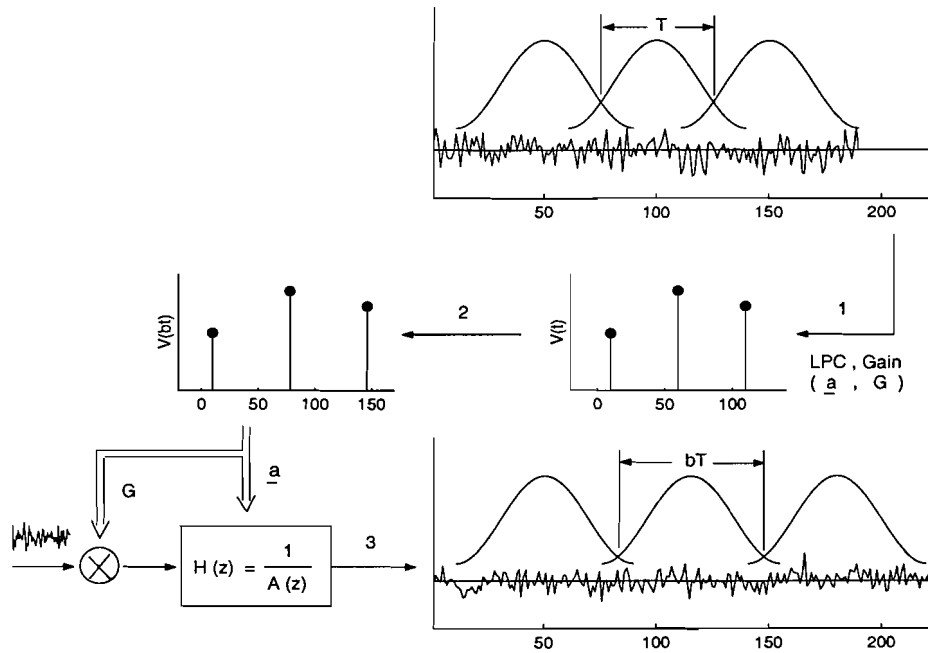 T
50 100 150 200
V(bt)
0 50 100 150
2
V(t)
0 50 100
1
LPC , Gain
( a , G )
G
a
H (z) = 1 / A (z)
3
bT
50 100 150 200